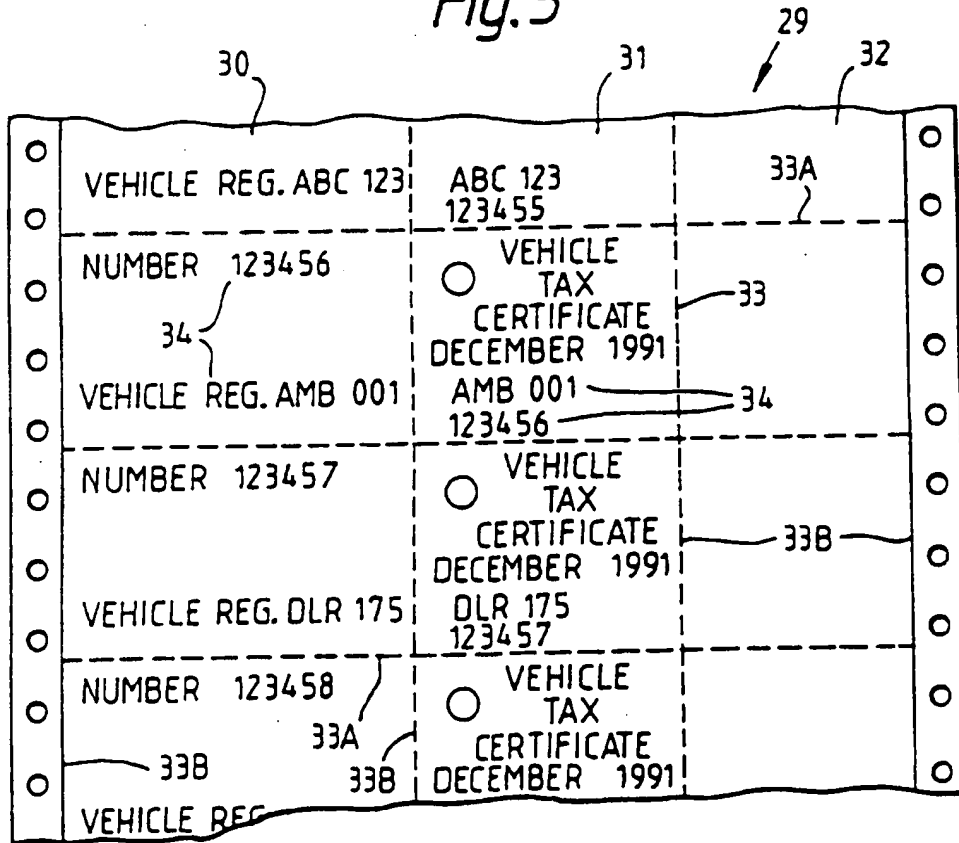 Fig.
29
30 31 32
VEHICLE REG. ABC 123 ABC 123 33A
123455
NUMBER 123456 VEHICLE
TAX
34 CERTIFICATE 33
DECEMBER 1991
VEHICLE REG. AMB 001 AMB 001 34
123456
NUMBER 123457 VEHICLE
TAX
CERTIFICATE 33B
DECEMBER 1991
VEHICLE REG. DLR 175 DLR 175
123457
NUMBER 123458 VEHICLE
33A TAX
CERTIFICATE
33B 33B DECEMBER 1991
VEHICLE REG